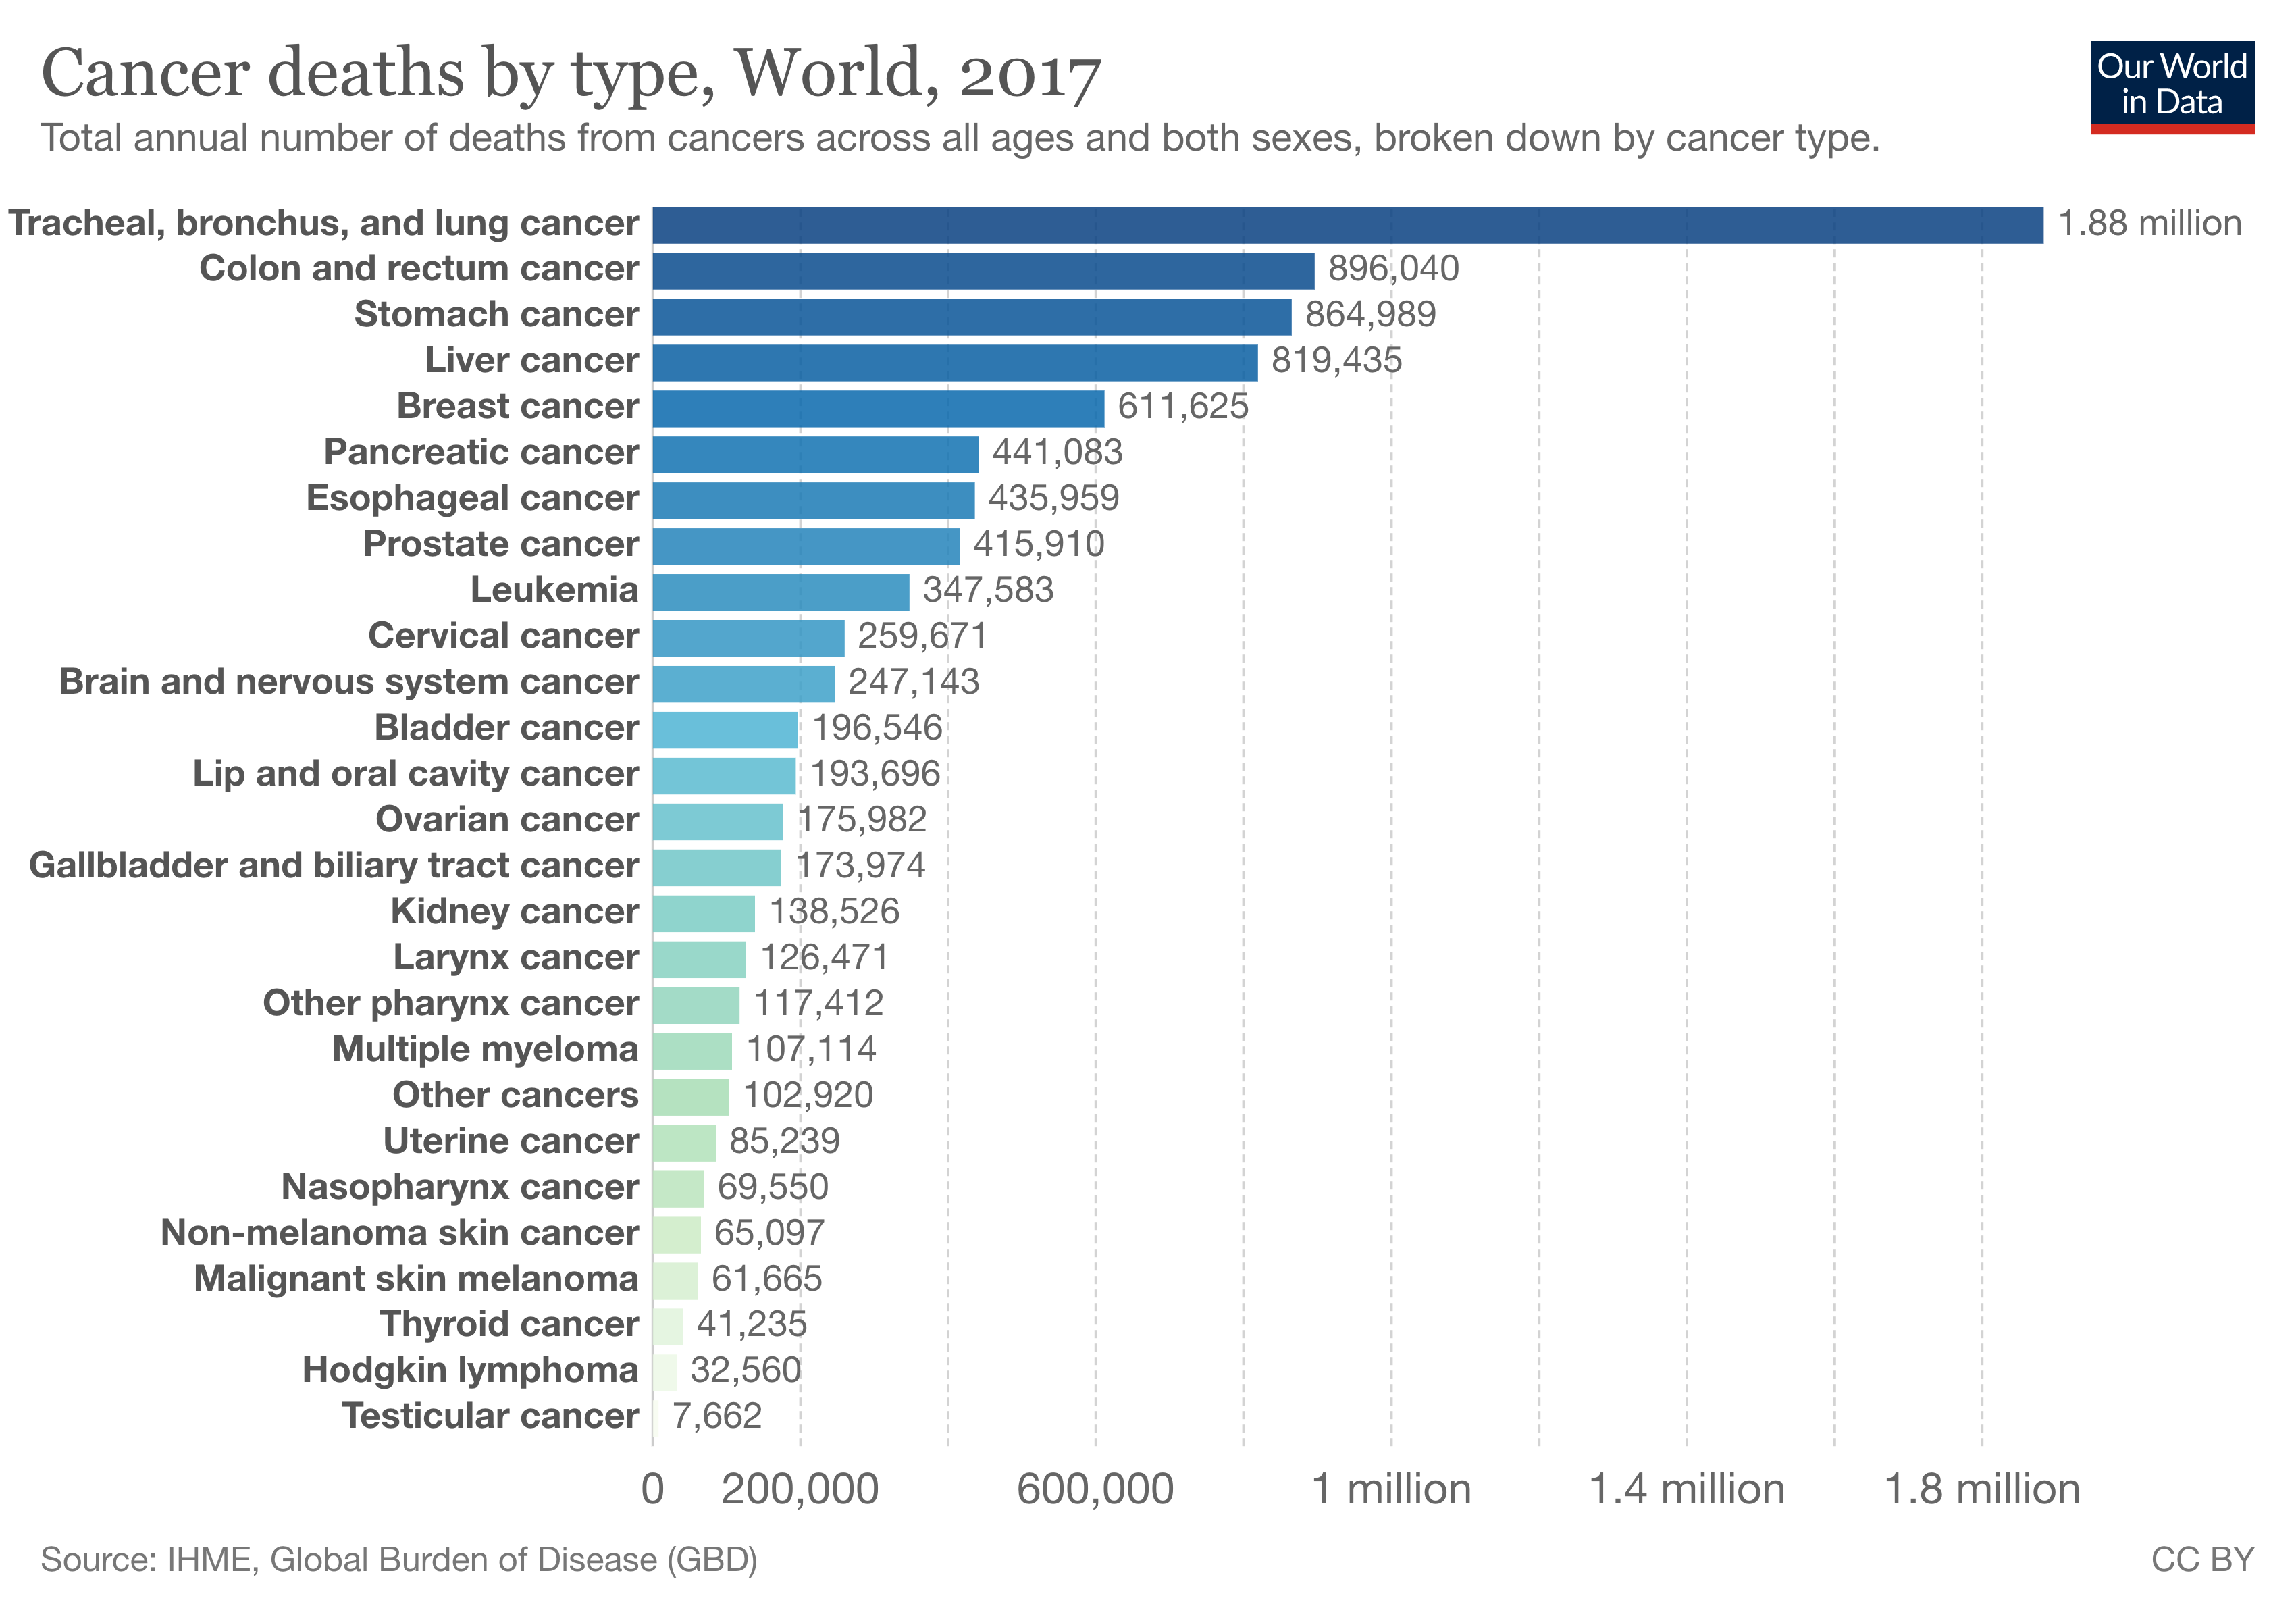 Cancer deaths by type, World, 2017
Total annual number of deaths from cancers across all ages and both sexes, broken down by cancer type.
Our World
in Data
Tracheal, bronchus, and lung cancer 1.88 million
Colon and rectum cancer 896,040
Stomach cancer 864,989
Liver cancer 819,435
Breast cancer 611,625
Pancreatic cancer 441,083
Esophageal cancer 435,959
Prostate cancer 415,910
Leukemia 347,583
Cervical cancer 259,671
Brain and nervous system cancer 247,143
Bladder cancer 196,546
Lip and oral cavity cancer 193,696
Ovarian cancer 175,982
Gallbladder and biliary tract cancer 173,974
Kidney cancer 138,526
Larynx cancer 126,471
Other pharynx cancer 117,412
Multiple myeloma 107,114
Other cancers 102,920
Uterine cancer 85,239
Nasopharynx cancer 69,550
Non-melanoma skin cancer 65,097
Malignant skin melanoma 61,665
Thyroid cancer 41,235
Hodgkin lymphoma 32,560
Testicular cancer 7,662
0 200,000 600,000 1 million 1.4 million 1.8 million
Source: IHME, Global Burden of Disease (GBD) CC BY